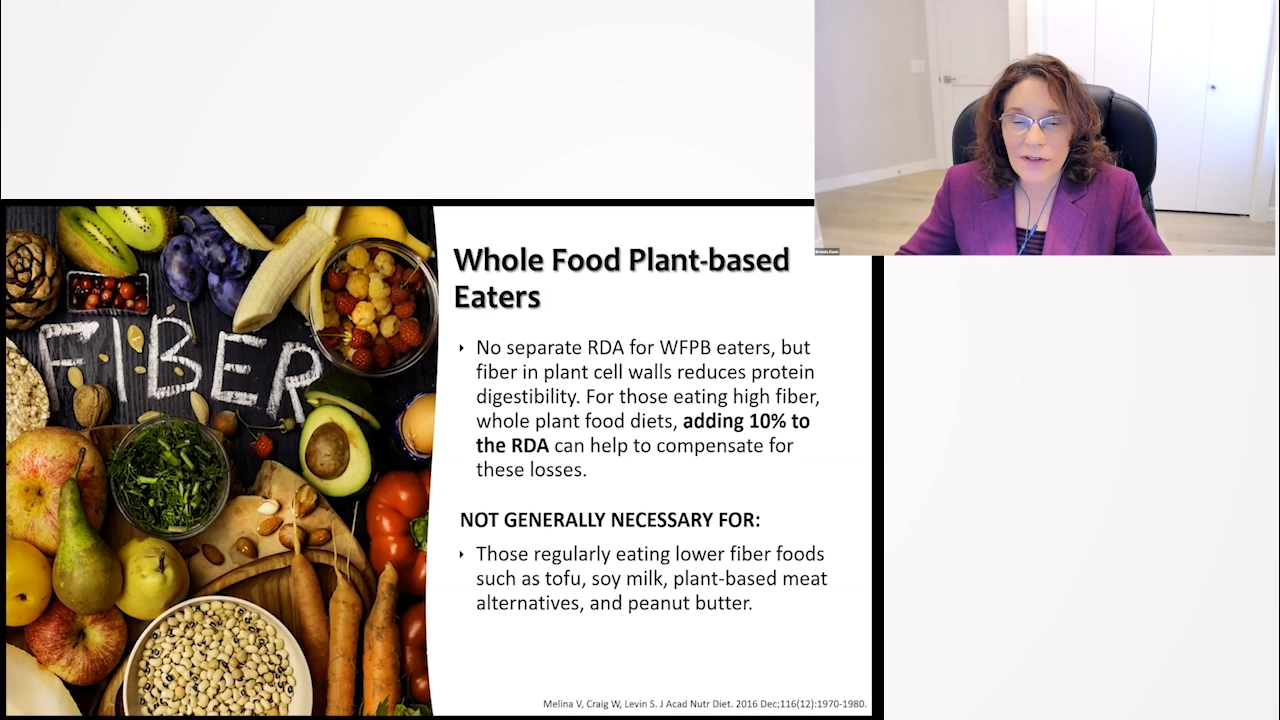 Brenda Davis
FIBER
Whole Food Plant-based
Eaters
No separate RDA for WFPB eaters, but
fiber in plant cell walls reduces protein
digestibility. For those eating high fiber,
whole plant food diets, adding 10% to
the RDA can help to compensate for
these losses.
NOT GENERALLY NECESSARY FOR:
Those regularly eating lower fiber foods
such as tofu, soy milk, plant-based meat
alternatives, and peanut butter.
Melina V, Craig W, Levin S. J Acad Nutr Diet. 2016 Dec;116(12):1970-1980.